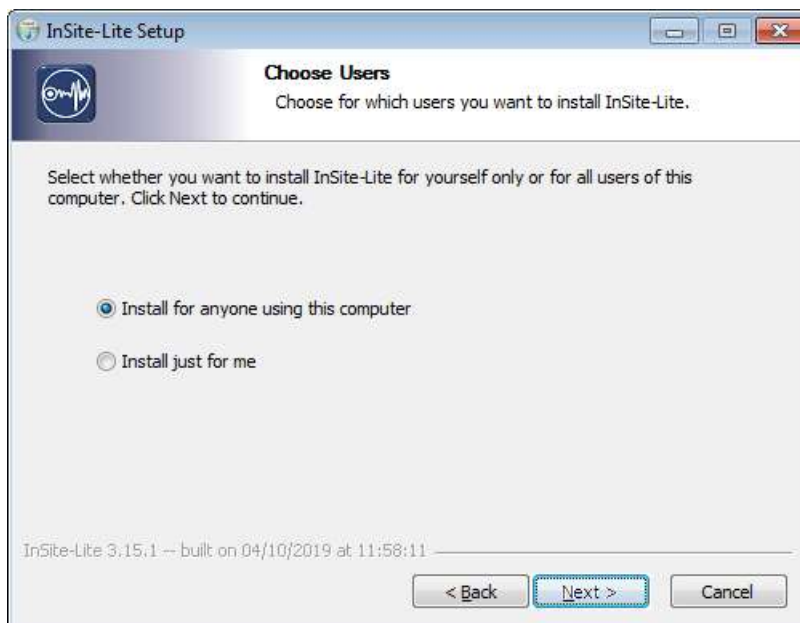 InSite-Lite Setup
Choose Users
Choose for which users you want to install InSite-Lite.
Select whether you want to install InSite-Lite for yourself only or for all users of this
computer. Click Next to continue.
Install for anyone using this computer
Install just for me
InSite-Lite 3.15.1 -- built on 04/10/2019 at 11:58:11
< Back
Next >
Cancel